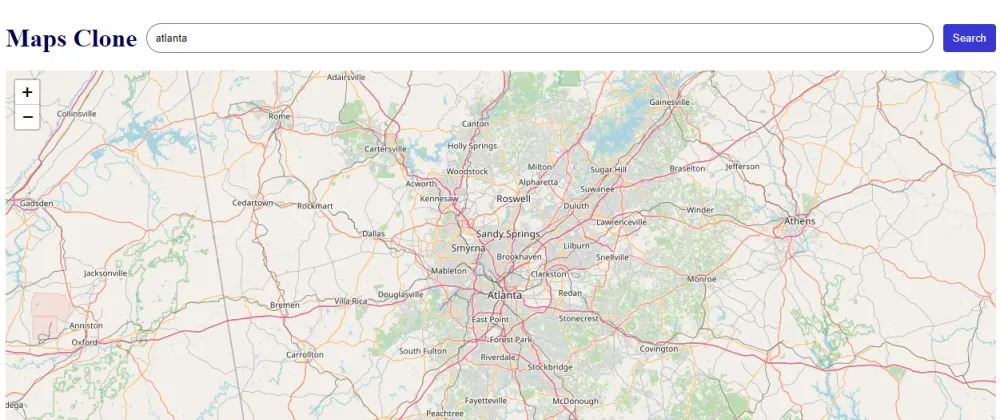 Maps Clone
atlanta
Search
+
−
Adairsville
Gainesville
Collinsville
Rome
Canton
Holly Springs
Cartersville
Milton
Sugar Hill
Braselton
Jefferson
Woodstock
Acworth
Alpharetta
Suwanee
Gadsden
Cedartown
Rockmart
Kennesaw
Roswell
Duluth
Winder
Lawrenceville
Athens
Dallas
Sandy Springs
Smyrna
Lilburn
Brookhaven
Snellville
Jacksonville
Mableton
Clarkston
Monroe
Bremen
Villa Rica
Douglasville
Atlanta
Redan
Anniston
East Point
Stonecrest
Oxford
Forest Park
Carrollton
South Fulton
Riverdale
Covington
Stockbridge
dega
Fayetteville
McDonough
Peachtree